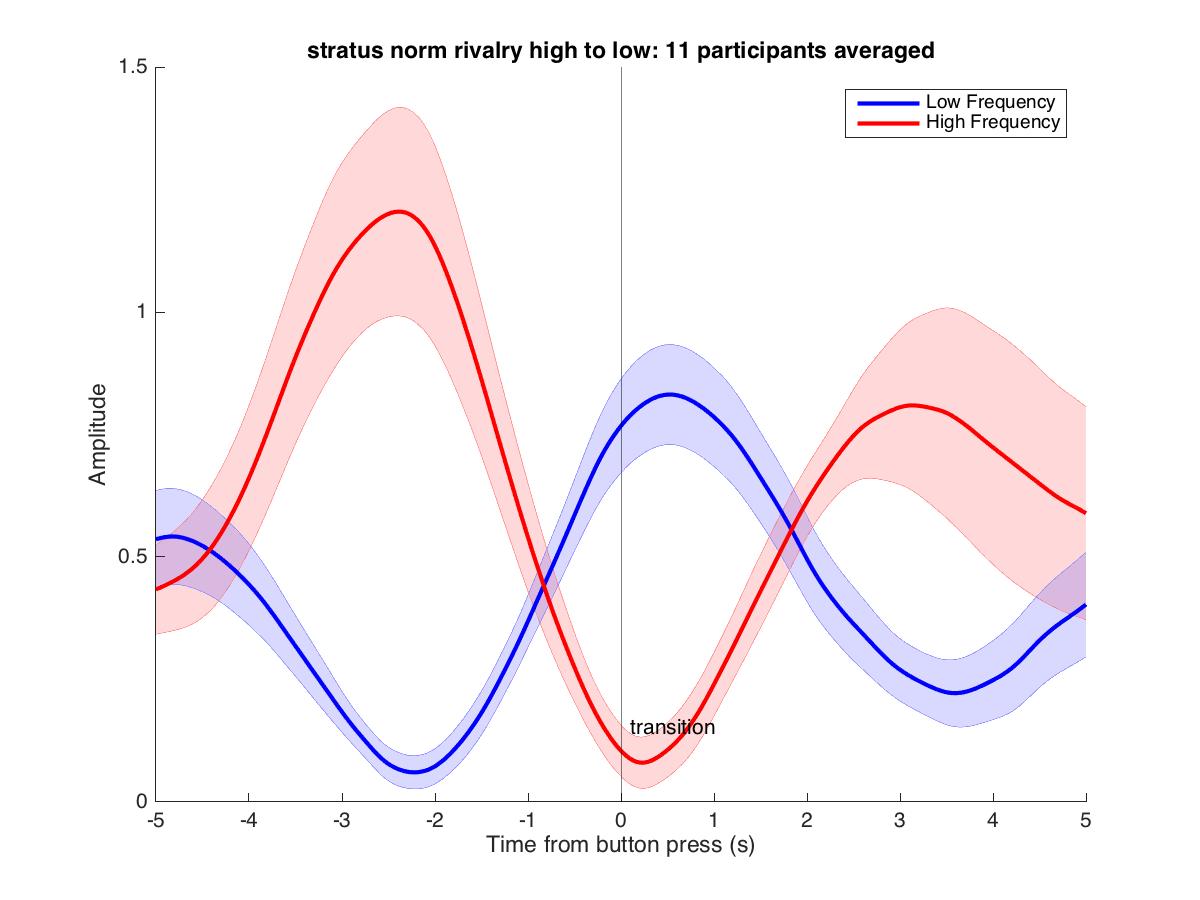 stratus norm rivalry high to low: 11 participants averaged
1.5
Low Frequency
High Frequency
1
Amplitude
0.5
transition
0
-5 -4 -3 -2 -1 0 1 2 3 4 5
Time from button press (s)